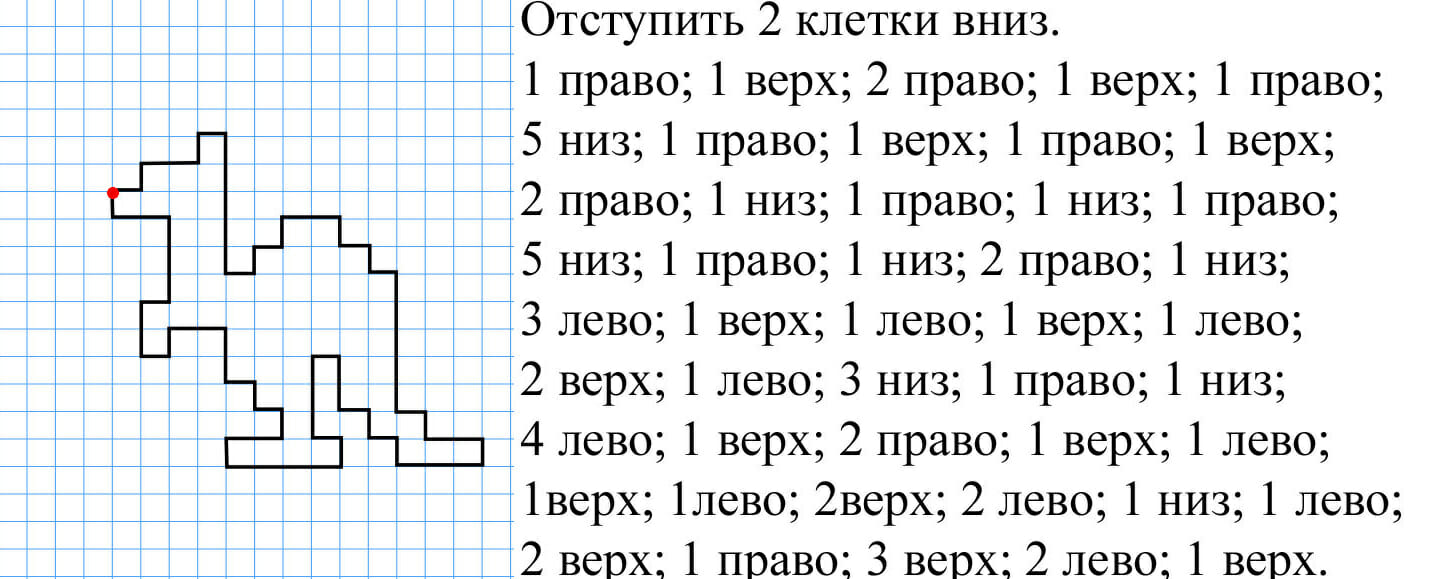 Отступить 2 клетки вниз.
1 право; 1 верх; 2 право; 1 верх; 1 право;
5 низ; 1 право; 1 верх; 1 право; 1 верх;
2 право; 1 низ; 1 право; 1 низ; 1 право;
5 низ; 1 право; 1 низ; 2 право; 1 низ;
3 лево; 1 верх; 1 лево; 1 верх; 1 лево;
2 верх; 1 лево; 3 низ; 1 право; 1 низ;
4 лево; 1 верх; 2 право; 1 верх; 1 лево;
1верх; 1лево; 2верх; 2 лево; 1 низ; 1 лево;
2 верх; 1 право; 3 верх; 2 лево; 1 верх.